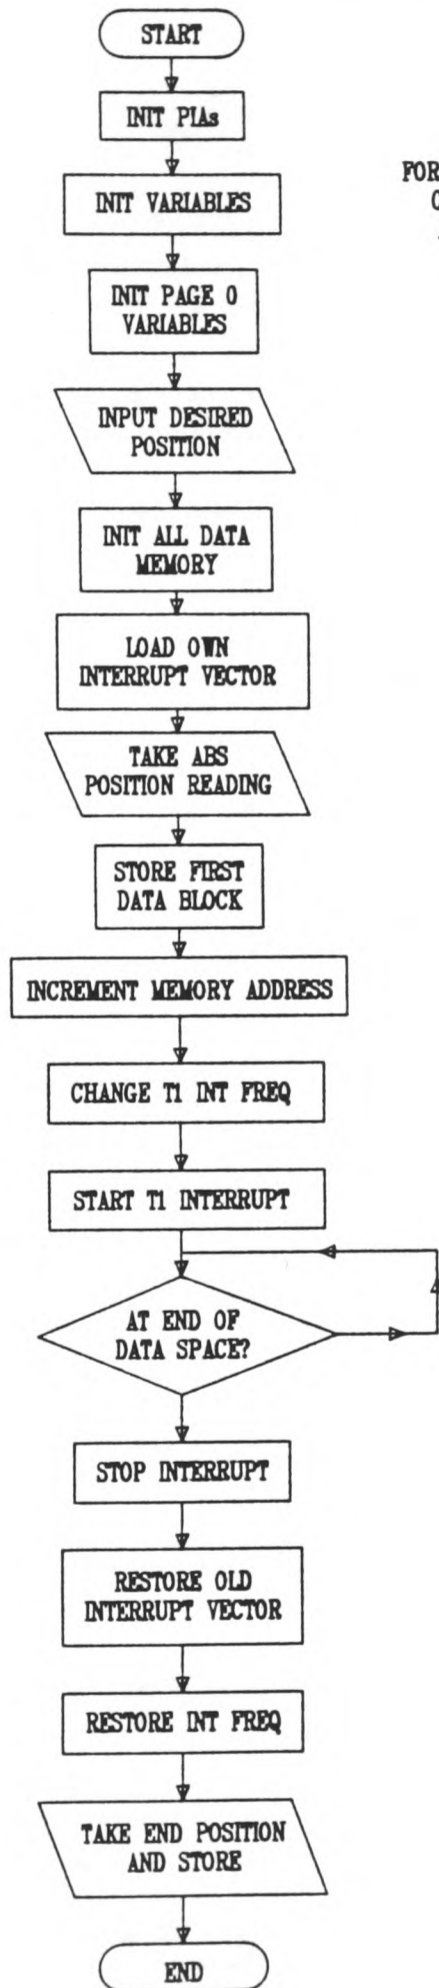 START
INIT PIAs
INIT VARIABLES
FOR
INIT PAGE 0
VARIABLES
INPUT DESIRED
POSITION
INIT ALL DATA
MEMORY
LOAD OWN
INTERRUPT VECTOR
TAKE ABS
POSITION READING
STORE FIRST
DATA BLOCK
INCREMENT MEMORY ADDRESS
CHANGE T1 INT FREQ
START T1 INTERRUPT
AT END OF
DATA SPACE?
STOP INTERRUPT
RESTORE OLD
INTERRUPT VECTOR
RESTORE INT FREQ
TAKE END POSITION
AND STORE
END